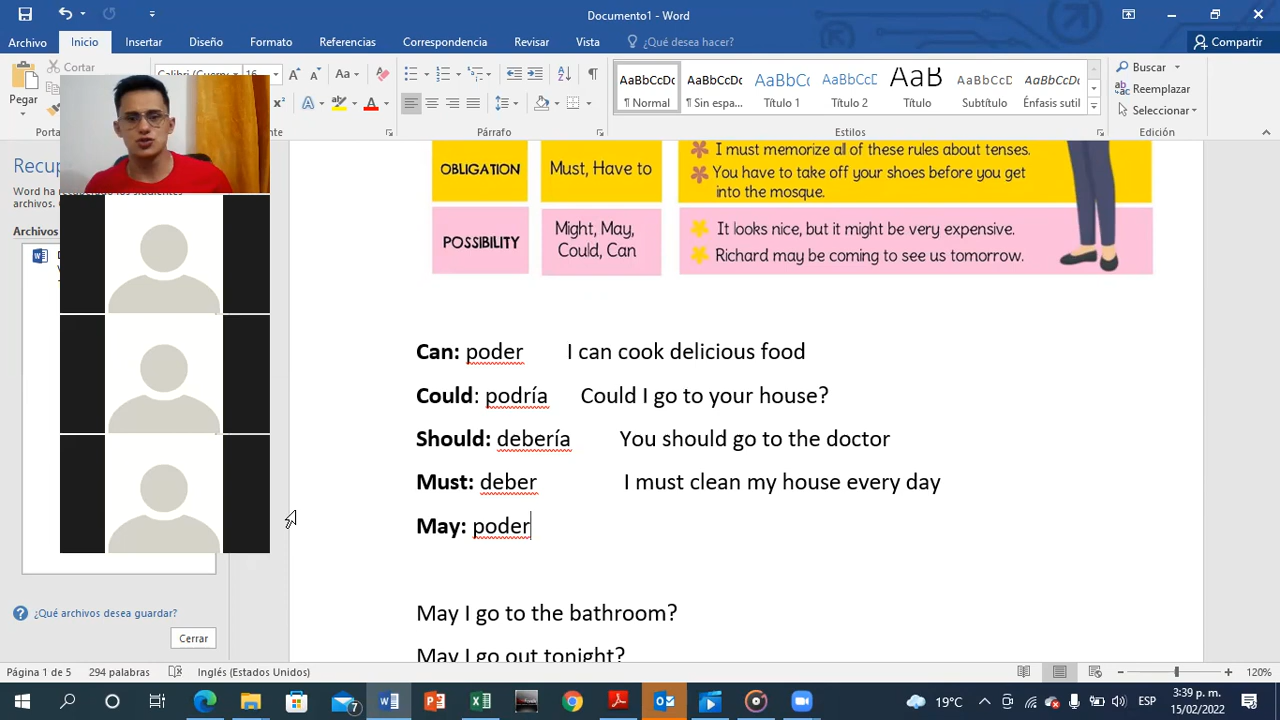 Documento1 - Word
Archivo Inicio Insertar Diseño Formato Referencias Correspondencia Revisar Vista ¿Qué desea hacer? Compartir
Cortar
Pegar
16
Aa
AaBbCcDc AaBbCcDc AaBbCc AaBbCcD AaB AaBbCcD AaBbCcDc
¶ Normal ¶ Sin espa... Título 1 Título 2 Título Subtítulo Énfasis sutil
Buscar
Reemplazar
Seleccionar
Párrafo Estilos Edición
archivos.
Archivos
¿Qué archivos desea guardar?
Cerrar
OBLIGATION
Must, Have to
I must memorize all of these rules about tenses.
You have to take off your shoes before you get
into the mosque.
POSSIBILITY
Might, May,
Could, Can
It looks nice, but it might be very expensive.
Richard may be coming to see us tomorrow.
Can: poder I can cook delicious food
Could: podría Could I go to your house?
Should: debería You should go to the doctor
Must: deber I must clean my house every day
May: poder
May I go to the bathroom?
May I go out tonight?
Página 1 de 5 294 palabras Inglés (Estados Unidos) 120%
7
19°C ESP 3:39 p. m.
15/02/2022